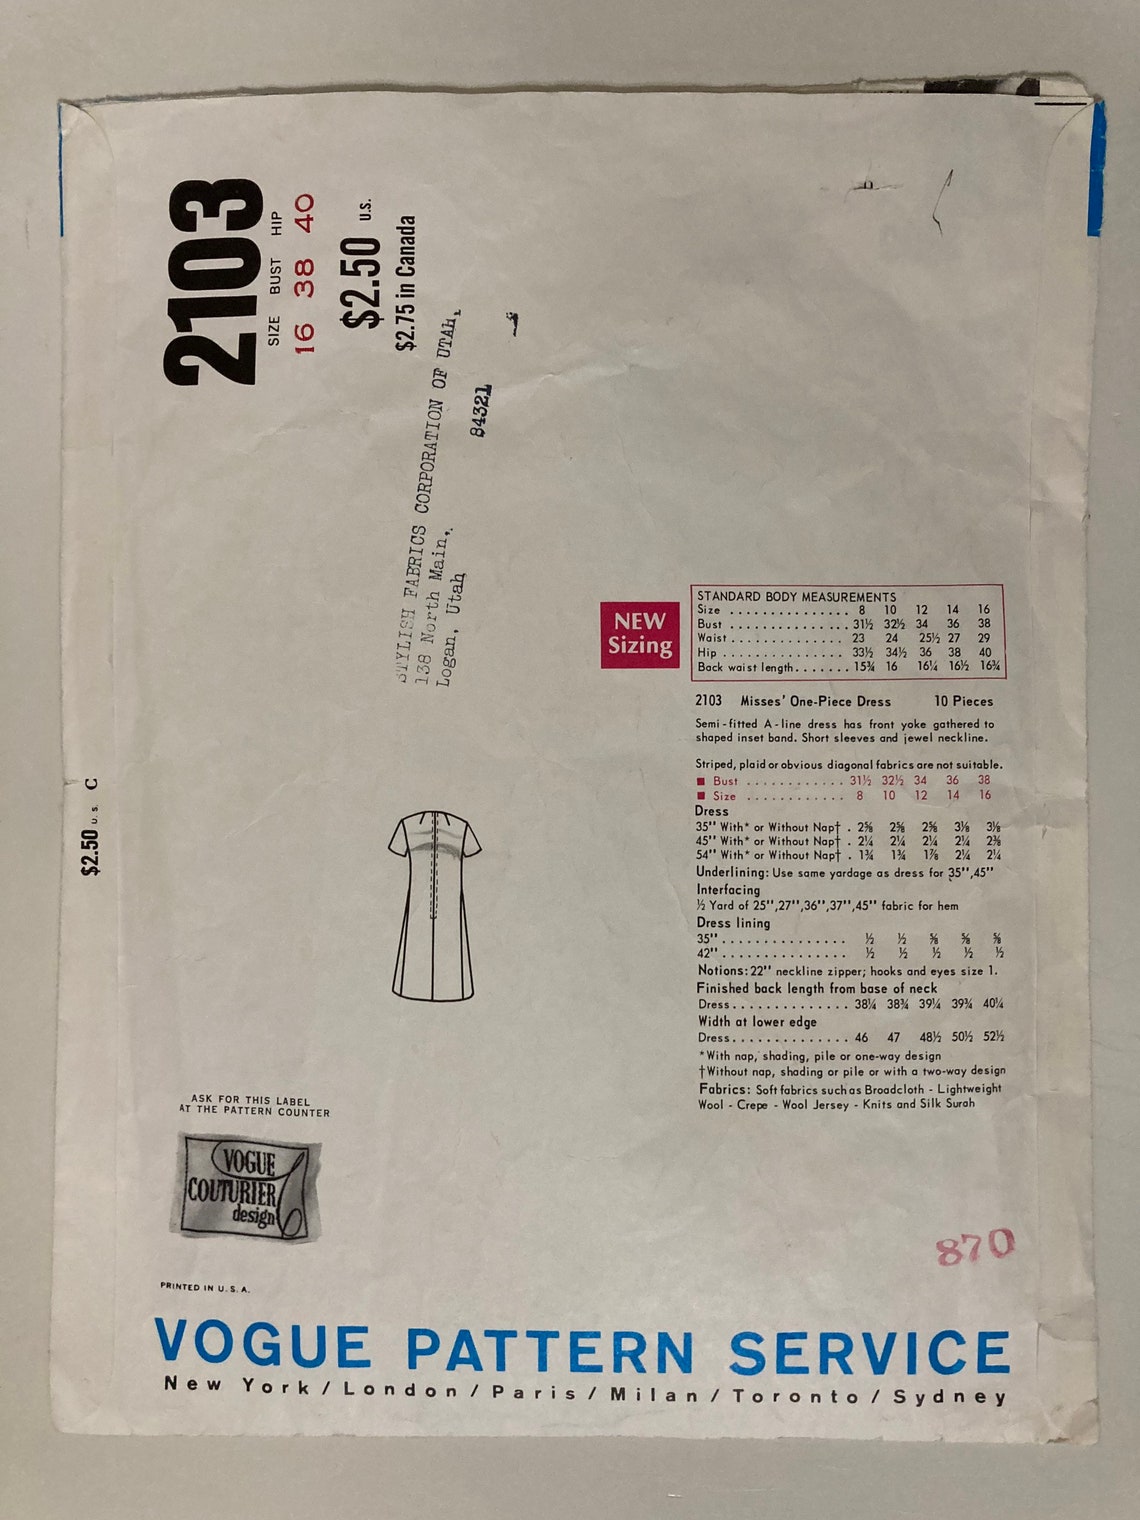 2103
SIZE BUST HIP
16 38 40
$2.50 U.S.
$2.75 in Canada
STYLISH FABRICS CORPORATION OF UTAH,
138 North Main,
Logan, Utah 84321
$2.50 U.S. C
NEW
Sizing
STANDARD BODY MEASUREMENTS
Size . . . . . . . . . . . . . . . 8 10 12 14 16
Bust . . . . . . . . . . . . . . . 31½ 32½ 34 36 38
Waist . . . . . . . . . . . . . . 23 24 25½ 27 29
Hip . . . . . . . . . . . . . . . 33½ 34½ 36 38 40
Back waist length . . . . . . . 15¾ 16 16¼ 16½ 16¾
2103 Misses' One-Piece Dress 10 Pieces
Semi-fitted A-line dress has front yoke gathered to
shaped inset band. Short sleeves and jewel neckline.
Striped, plaid or obvious diagonal fabrics are not suitable.
■ Bust . . . . . . . . . . . . 31½ 32½ 34 36 38
■ Size . . . . . . . . . . . . 8 10 12 14 16
Dress
35" With* or Without Nap† . 2⅝ 2⅝ 2⅝ 3⅛ 3⅛
45" With* or Without Nap† . 2¼ 2¼ 2¼ 2¼ 2⅜
54" With* or Without Nap† . 1¾ 1¾ 1⅞ 2¼ 2¼
Underlining: Use same yardage as dress for 35",45"
Interfacing
½ Yard of 25",27",36",37",45" fabric for hem
Dress lining
35" . . . . . . . . . . . . . . . ½ ½ ⅝ ⅝ ⅝
42" . . . . . . . . . . . . . . . ½ ½ ½ ½ ½
Notions: 22" neckline zipper; hooks and eyes size 1.
Finished back length from base of neck
Dress . . . . . . . . . . . . . . 38¼ 38¾ 39¼ 39¾ 40¼
Width at lower edge
Dress . . . . . . . . . . . . . . 46 47 48½ 50½ 52½
*With nap, shading, pile or one-way design
†Without nap, shading or pile or with a two-way design
Fabrics: Soft fabrics such as Broadcloth - Lightweight
Wool - Crepe - Wool Jersey - Knits and Silk Surah
ASK FOR THIS LABEL
AT THE PATTERN COUNTER
VOGUE
COUTURIER
design
870
PRINTED IN U.S.A.
VOGUE PATTERN SERVICE
New York / London / Paris / Milan / Toronto / Sydney